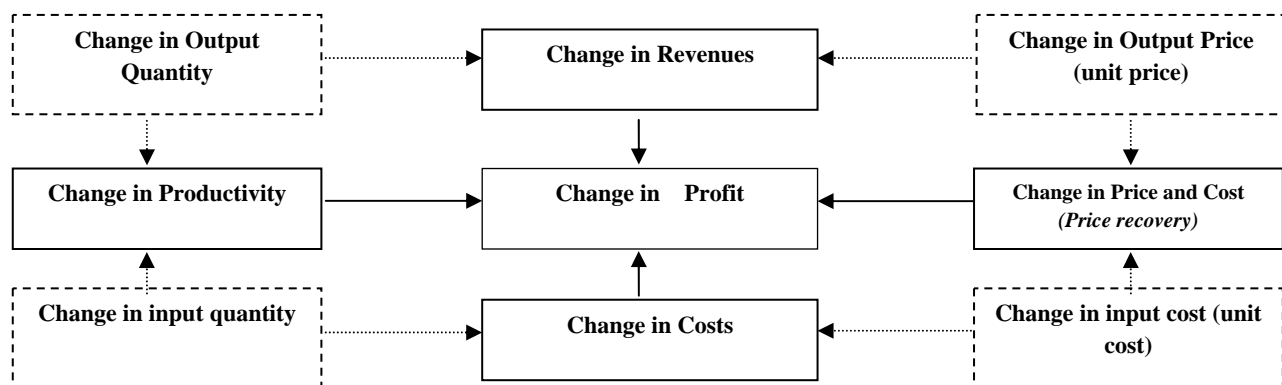 Change in Output
Quantity
Change in Revenues
Change in Output Price
(unit price)
Change in Productivity
Change in Profit
Change in Price and Cost
(Price recovery)
Change in input quantity
Change in Costs
Change in input cost (unit
cost)